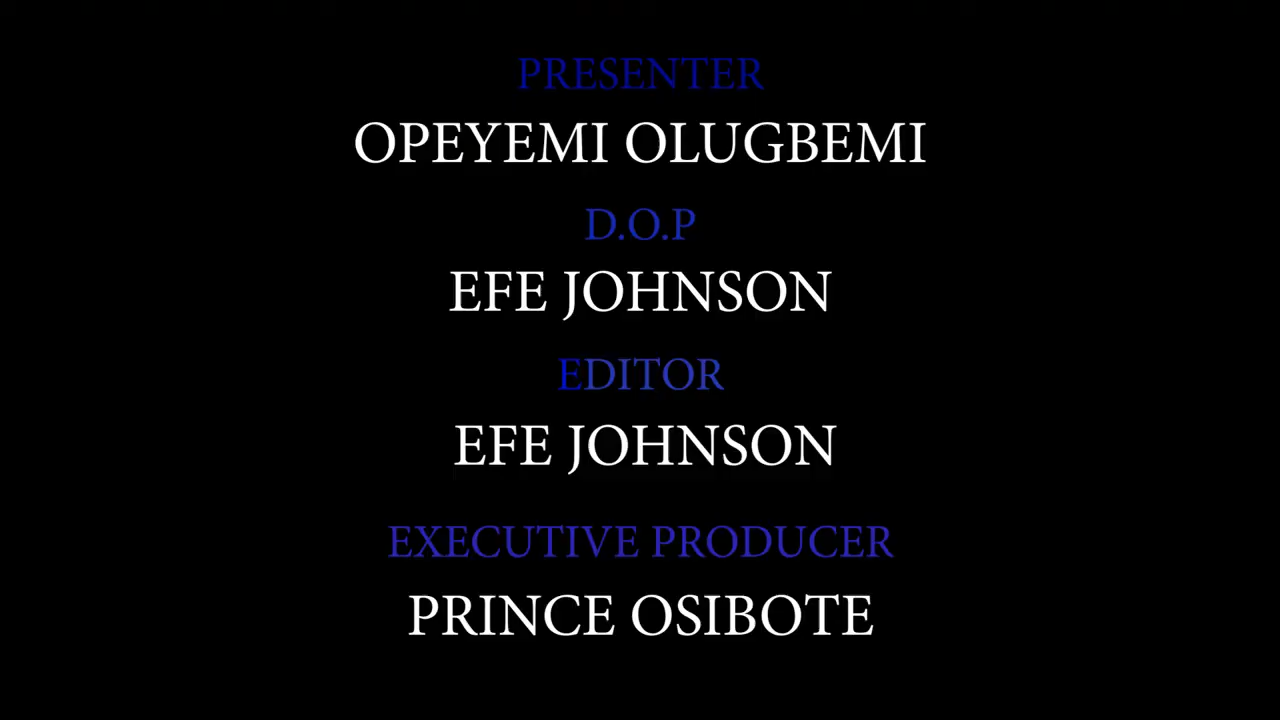 PRESENTER
OPEYEMI OLUGBEMI
D.O.P
EFE JOHNSON
EDITOR
EFE JOHNSON
EXECUTIVE PRODUCER
PRINCE OSIBOTE